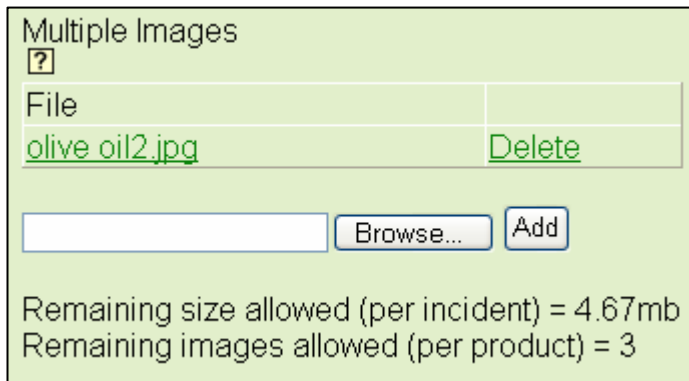 Multiple Images
?
File
olive oil2.jpg Delete
Browse... Add
Remaining size allowed (per incident) = 4.67mb
Remaining images allowed (per product) = 3